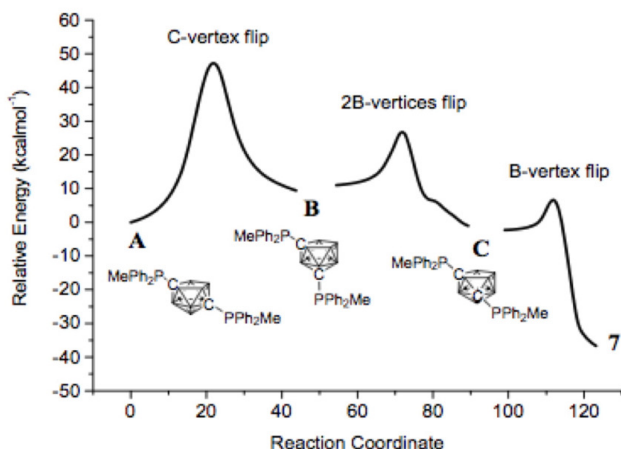 60
50
40
30
20
10
0
-10
-20
-30
-40
-50
Relative Energy (kcalmol⁻¹)
C-vertex flip
2B-vertices flip
B-vertex flip
A
B
C
7
MePh₂P
C
C
PPh₂Me
MePh₂P
C
C
PPh₂Me
MePh₂P
C
C
PPh₂Me
0 20 40 60 80 100 120
Reaction Coordinate